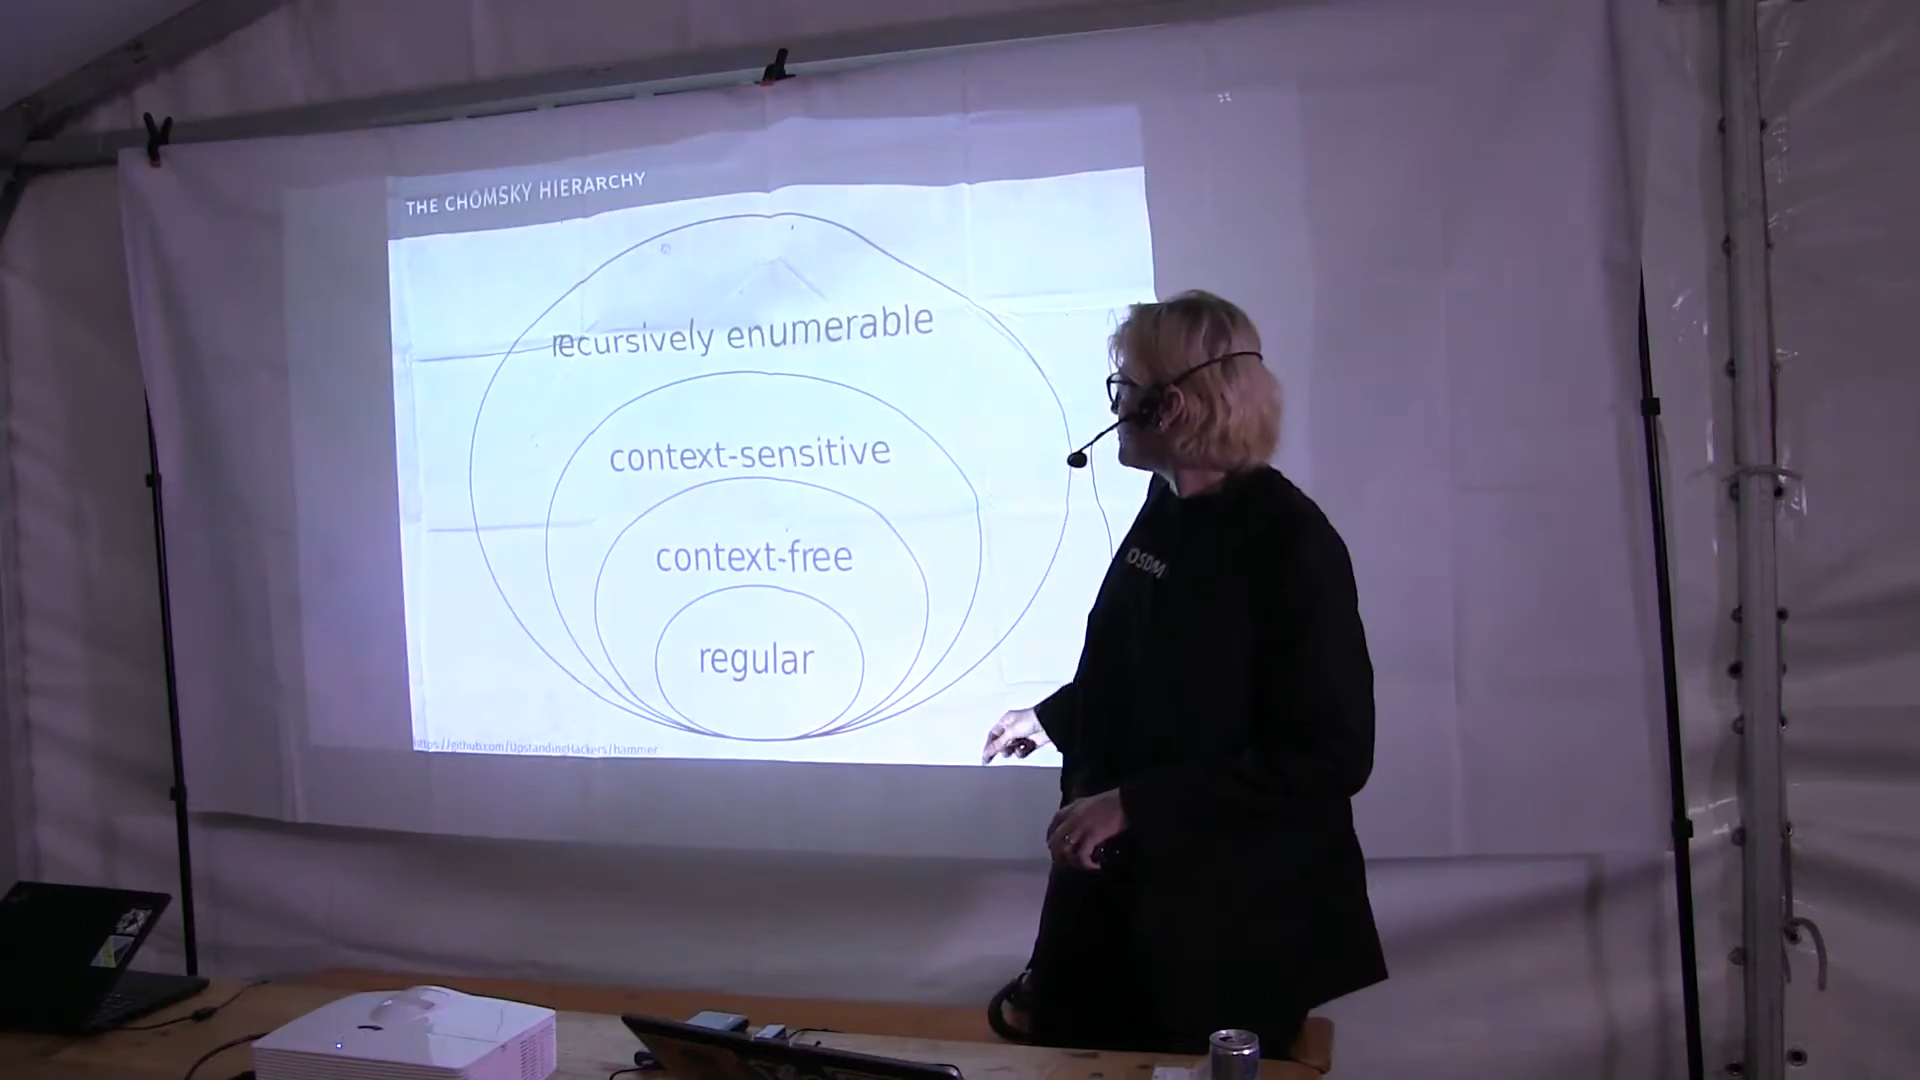 THE CHOMSKY HIERARCHY
recursively enumerable
context-sensitive
context-free
regular
https://github.com/UpstandingHackers/hammer